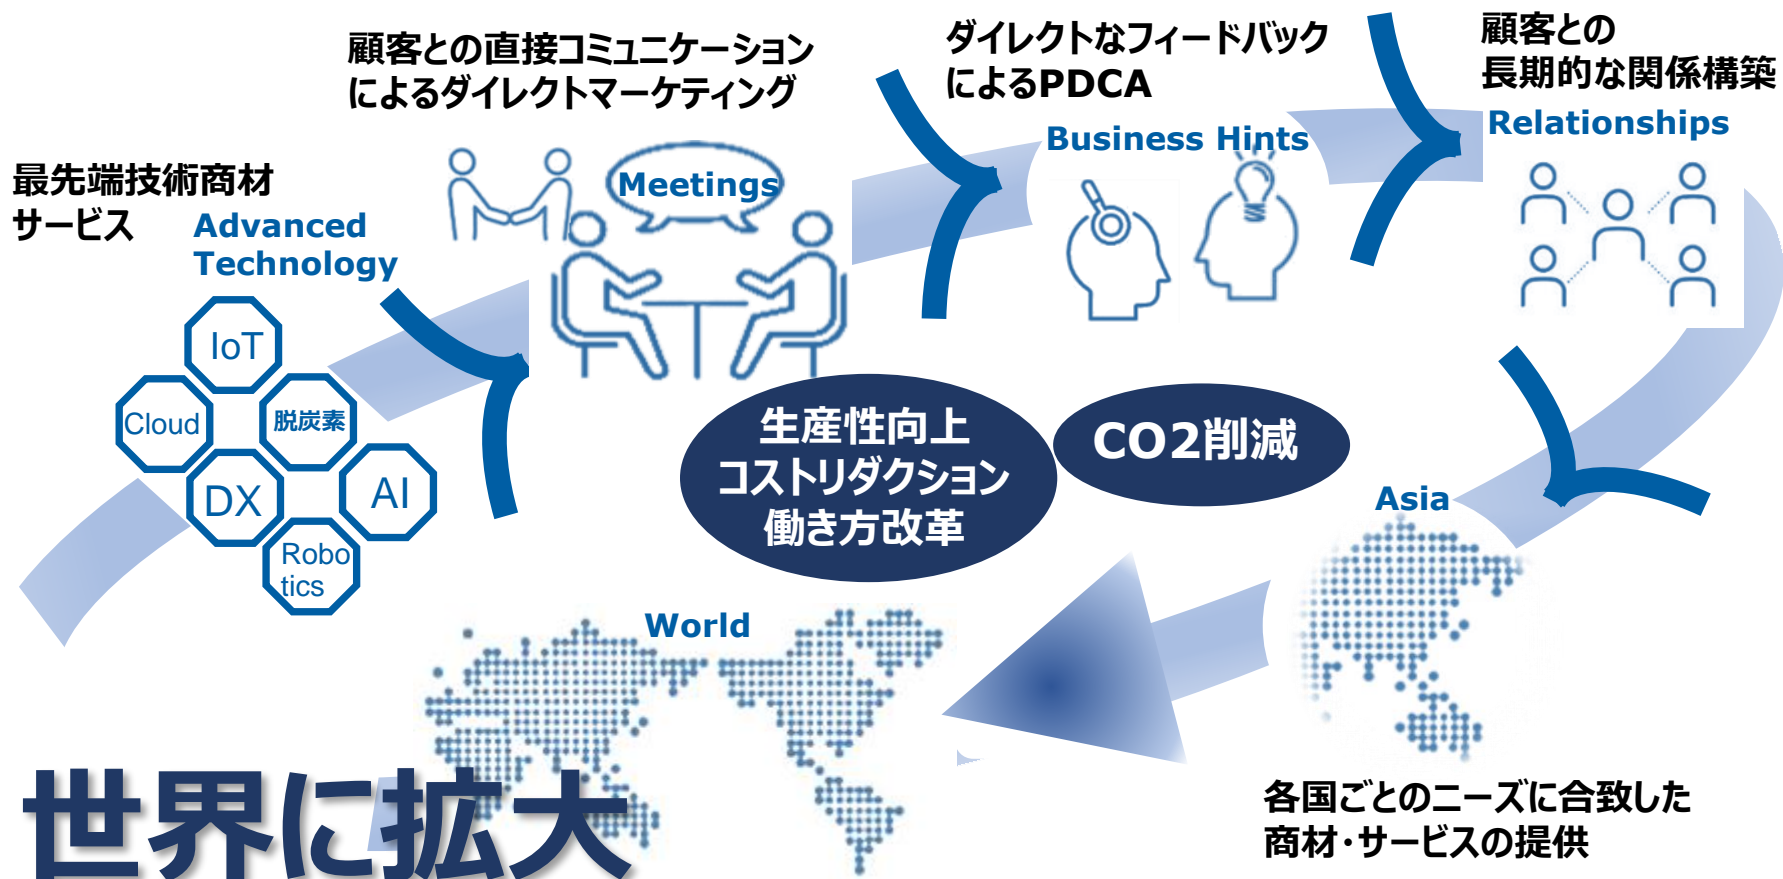 最先端技術商材
サービス
Advanced
Technology
IoT
Cloud
脱炭素
DX
AI
Robo
tics
顧客との直接コミュニケーション
によるダイレクトマーケティング
Meetings
ダイレクトなフィードバック
によるPDCA
Business Hints
顧客との
長期的な関係構築
Relationships
生産性向上
コストリダクション
働き方改革
CO2削減
Asia
各国ごとのニーズに合致した
商材・サービスの提供
World
世界に拡大